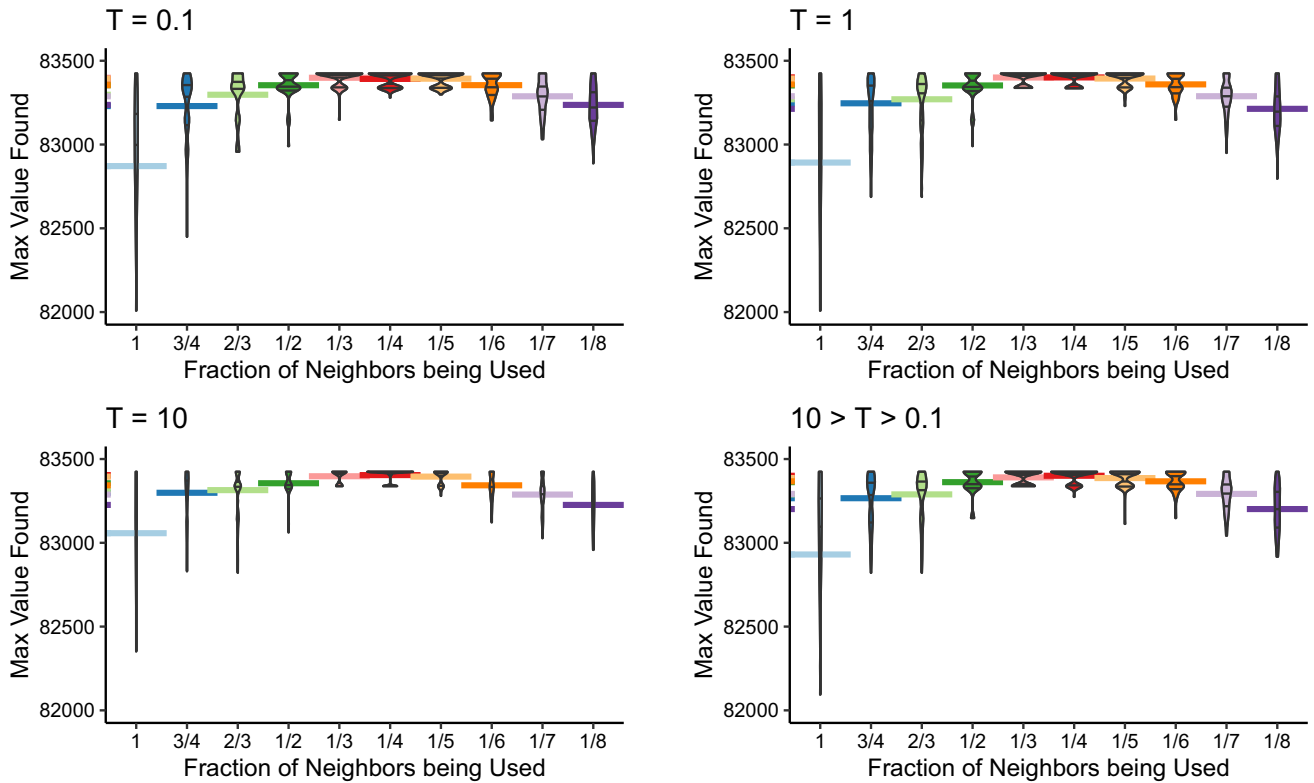 T = 0.1
Max Value Found
83500
83000
82500
82000
1 3/4 2/3 1/2 1/3 1/4 1/5 1/6 1/7 1/8
Fraction of Neighbors being Used
T = 1
Max Value Found
83500
83000
82500
82000
1 3/4 2/3 1/2 1/3 1/4 1/5 1/6 1/7 1/8
Fraction of Neighbors being Used
T = 10
Max Value Found
83500
83000
82500
82000
1 3/4 2/3 1/2 1/3 1/4 1/5 1/6 1/7 1/8
Fraction of Neighbors being Used
10 > T > 0.1
Max Value Found
83500
83000
82500
82000
1 3/4 2/3 1/2 1/3 1/4 1/5 1/6 1/7 1/8
Fraction of Neighbors being Used